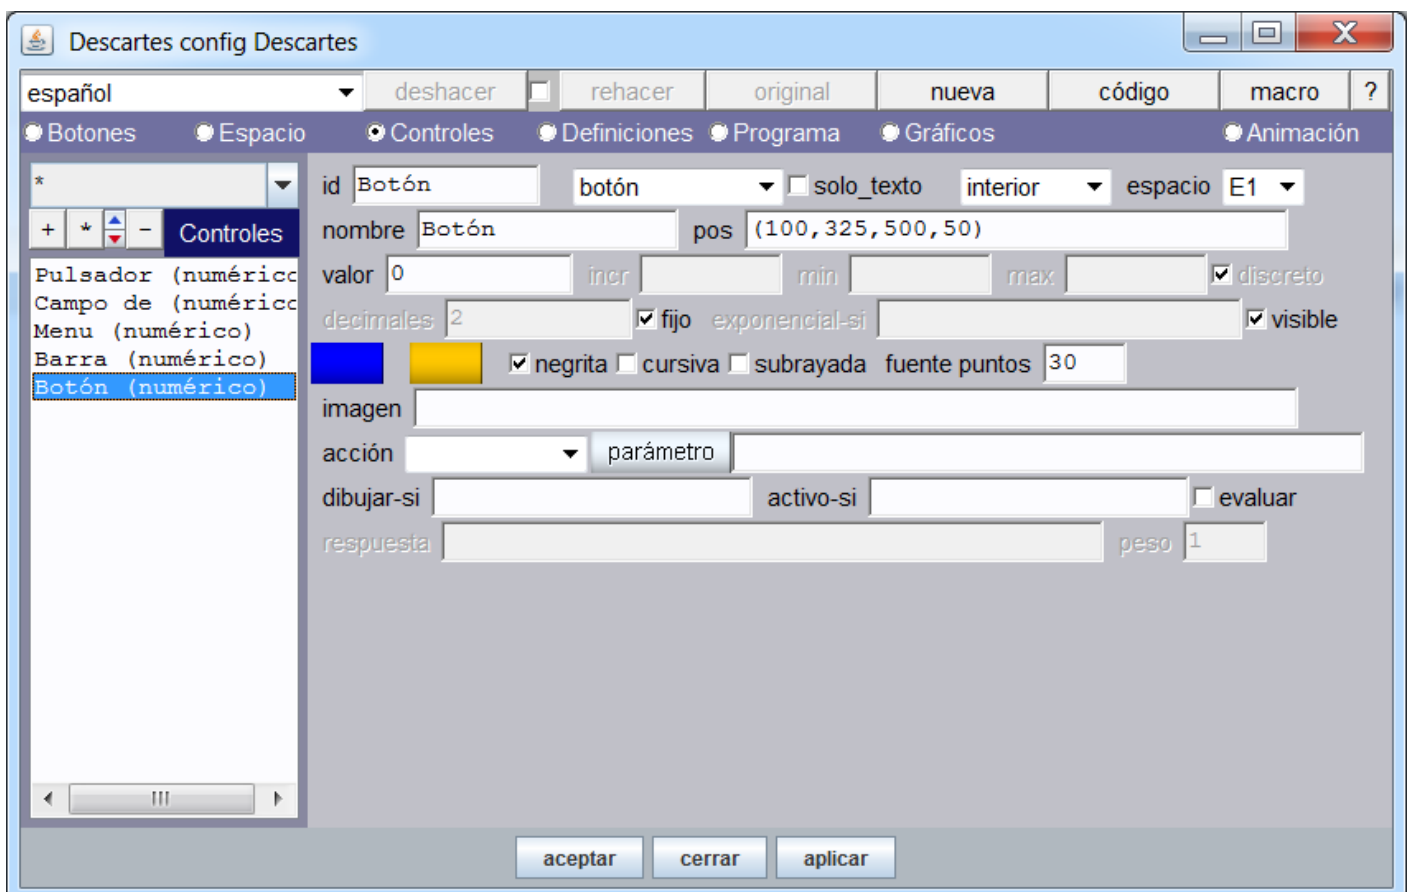 Descartes config Descartes
español deshacer rehacer original nueva código macro ?
Botones Espacio Controles Definiciones Programa Gráficos Animación
* id Botón botón solo_texto interior espacio E1
+ * - Controles nombre Botón pos (100,325,500,50)
Pulsador (numérico valor 0 incr min max discreto
Campo de (numérico
Menu (numérico) decimales 2 fijo exponencial-si visible
Barra (numérico) negrita cursiva subrayada fuente puntos 30
Botón (numérico)
imagen
acción parámetro
dibujar-si activo-si evaluar
respuesta peso 1
aceptar cerrar aplicar